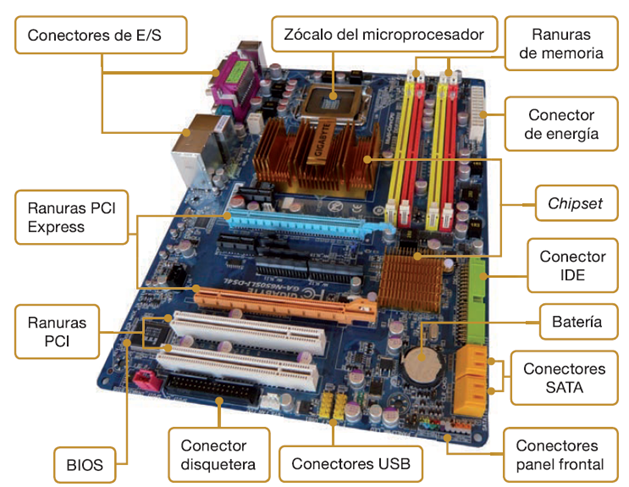 Conectores de E/S
Zócalo del microprocesador
Ranuras
de memoria
Conector
de energía
Chipset
Ranuras PCI
Express
Conector
IDE
Ranuras
PCI
Batería
Conectores
SATA
BIOS
Conector
disquetera
Conectores USB
Conectores
panel frontal
GIGABYTE
GIGABYTE
GA-N650SLI-DS4L